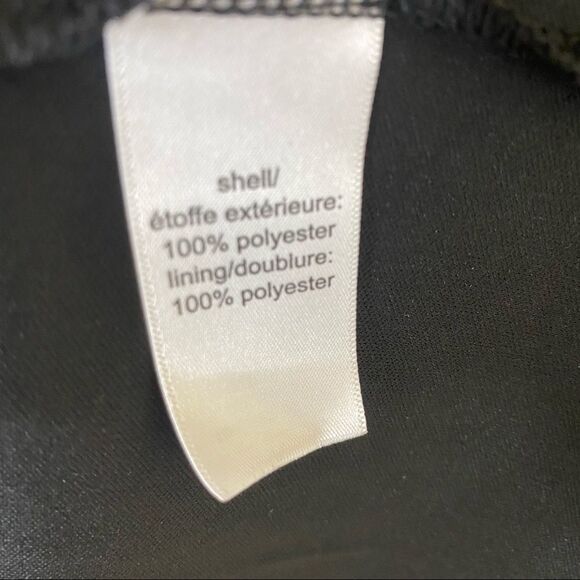 shell/
étoffe extérieure:
100% polyester
lining/doublure:
100% polyester